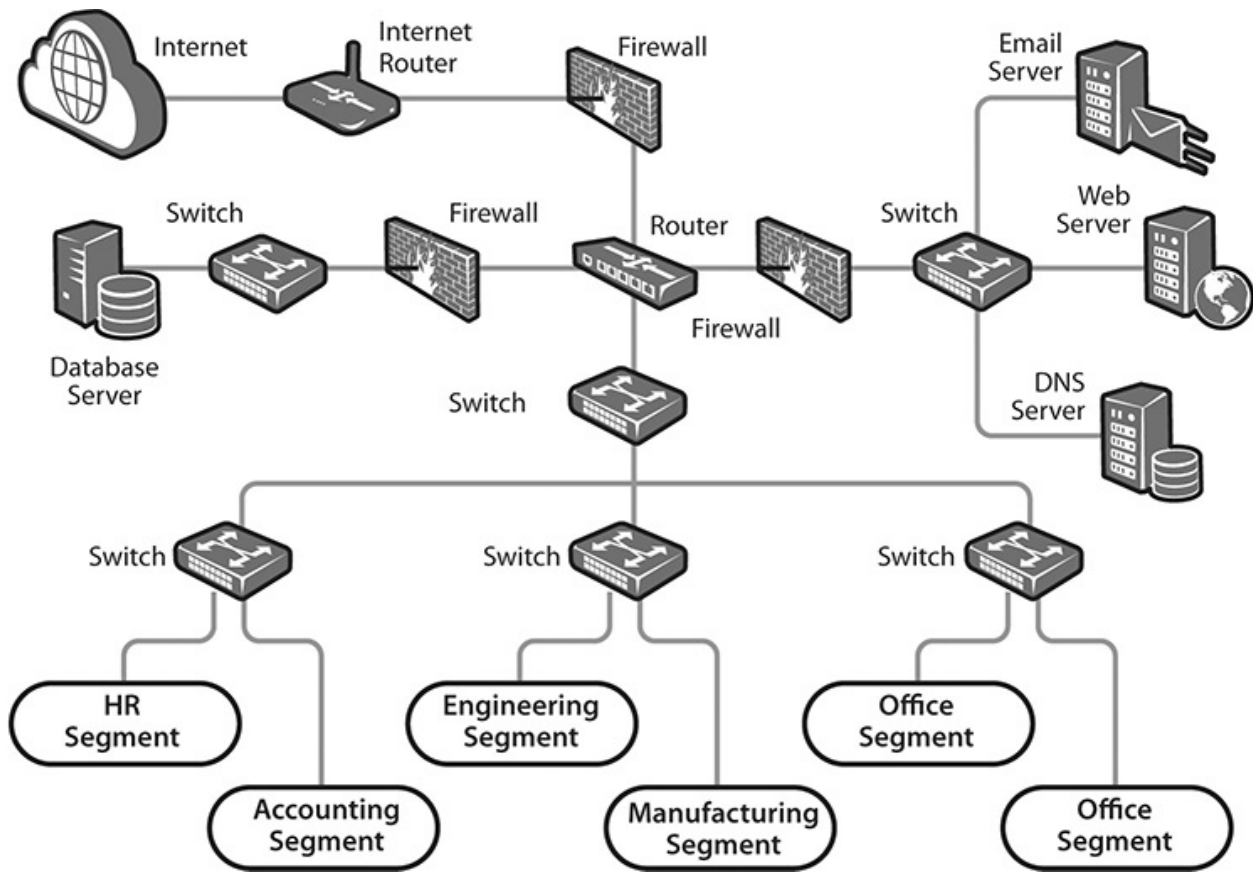 Internet
Internet
Router
Firewall
Email
Server
Switch
Firewall
Router
Switch
Web
Server
Database
Server
Firewall
Switch
DNS
Server
Switch
Switch
Switch
HR
Segment
Engineering
Segment
Office
Segment
Accounting
Segment
Manufacturing
Segment
Office
Segment